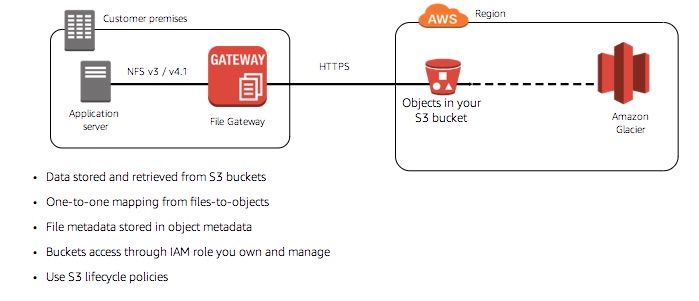 Customer premises
AWS
Region
GATEWAY
NFS v3 / v4.1
HTTPS
Application
server
File Gateway
Objects in your
S3 bucket
Amazon
Glacier
• Data stored and retrieved from S3 buckets
• One-to-one mapping from files-to-objects
• File metadata stored in object metadata
• Buckets access through IAM role you own and manage
• Use S3 lifecycle policies